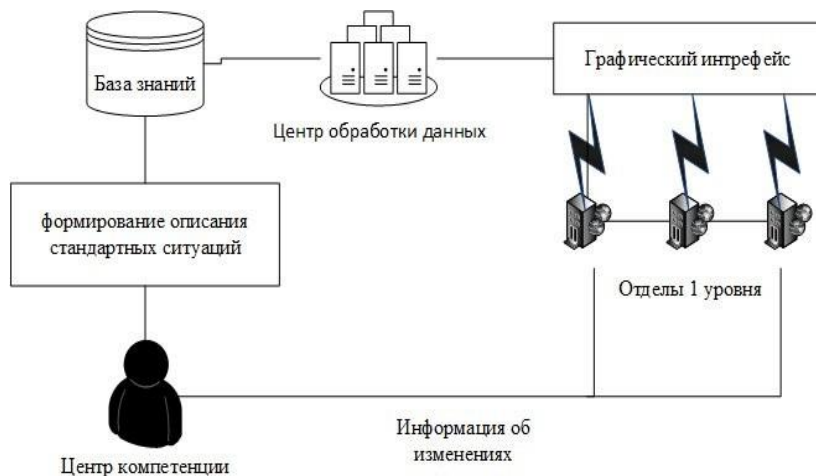 База знаний
Графический интрефейс
Центр обработки данных
формирование описания
стандартных ситуаций
Отделы 1 уровня
Информация об
изменениях
Центр компетенции